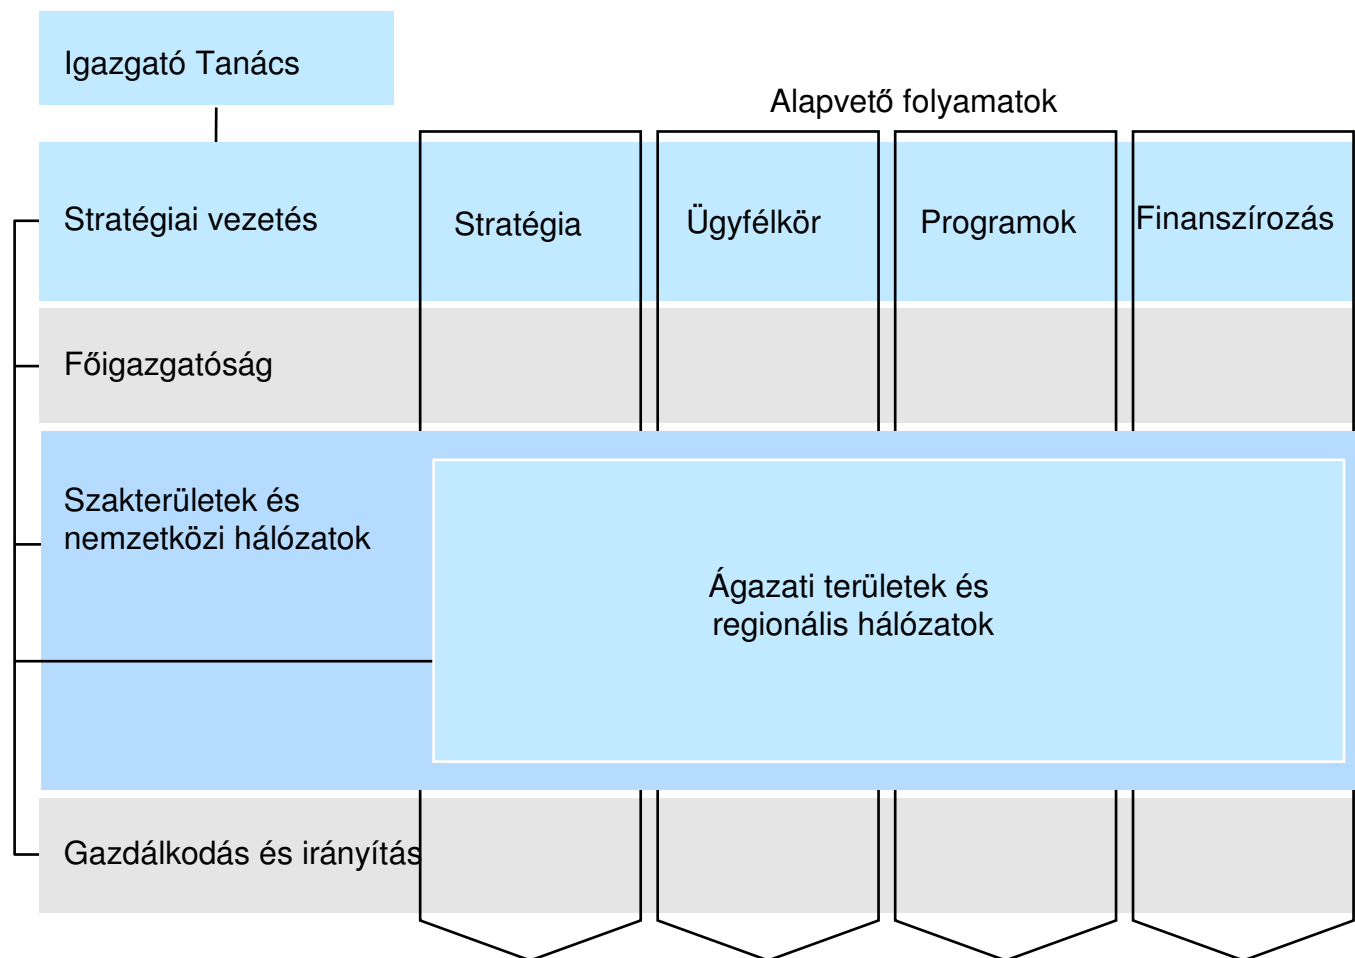 Igazgató Tanács
Alapvető folyamatok
Stratégiai vezetés
Stratégia
Ügyfélkör
Programok
Finanszírozás
Főigazgatóság
Szakterületek és
nemzetközi hálózatok
Ágazati területek és
regionális hálózatok
Gazdálkodás és irányítás